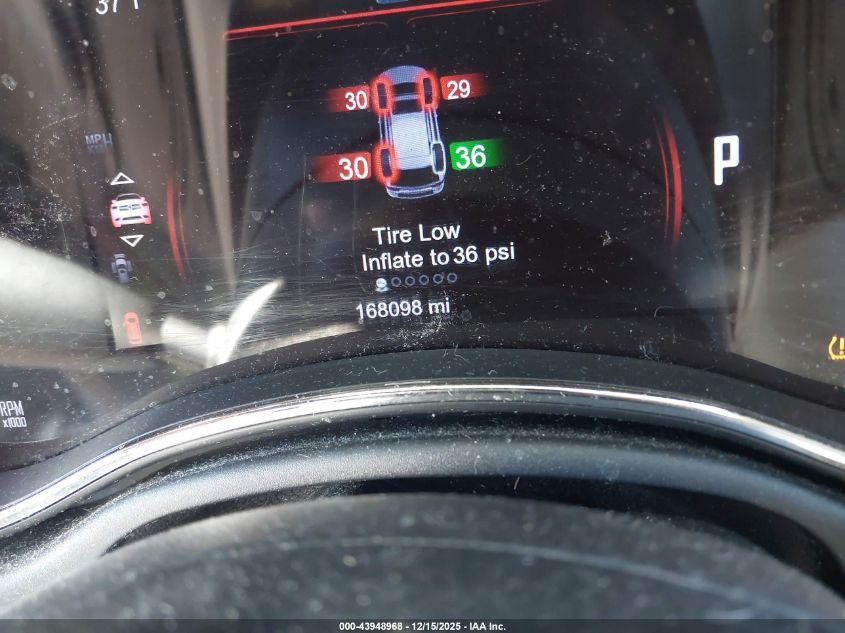 30 29
30 36
P
MPH
Tire Low
Inflate to 36 psi
168098 mi
RPM
x1000
000-43948968 - 12/15/2025 - IAA Inc.